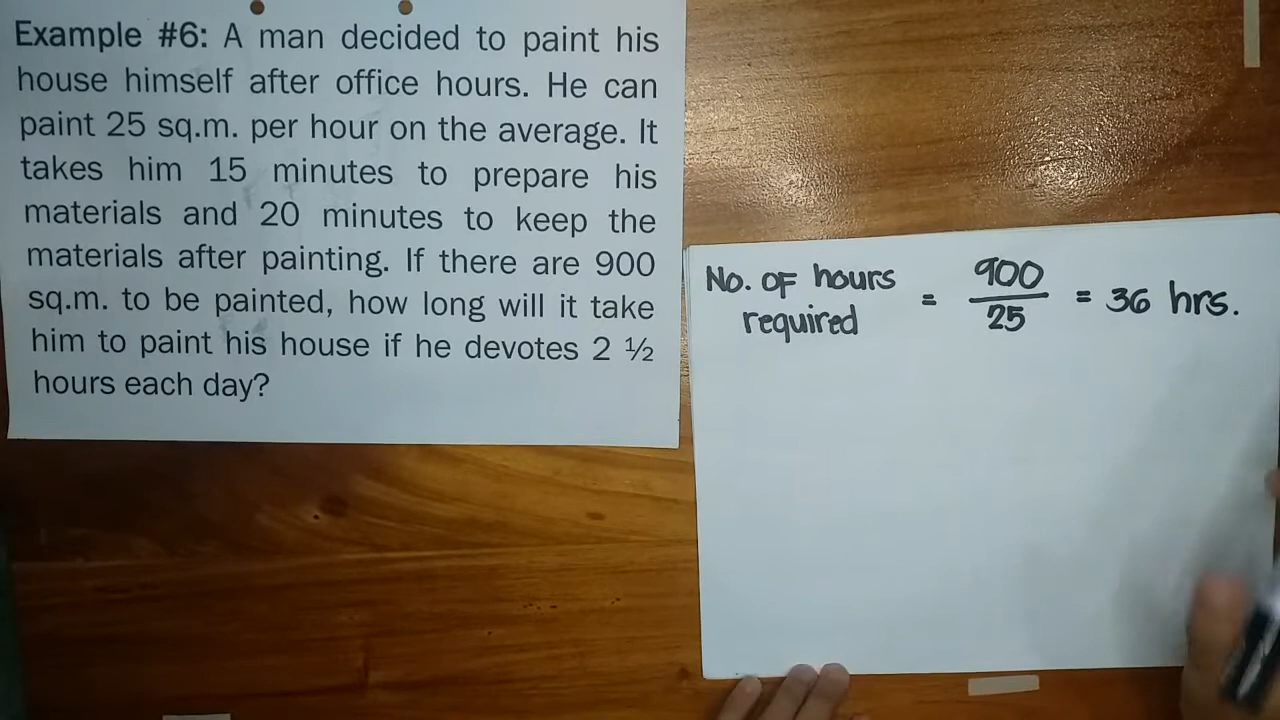 Example #6: A man decided to paint his
house himself after office hours. He can
paint 25 sq.m. per hour on the average. It
takes him 15 minutes to prepare his
materials and 20 minutes to keep the
materials after painting. If there are 900
sq.m. to be painted, how long will it take
him to paint his house if he devotes 2 ½
hours each day?
No. of hours
required = 900/25 = 36 hrs.